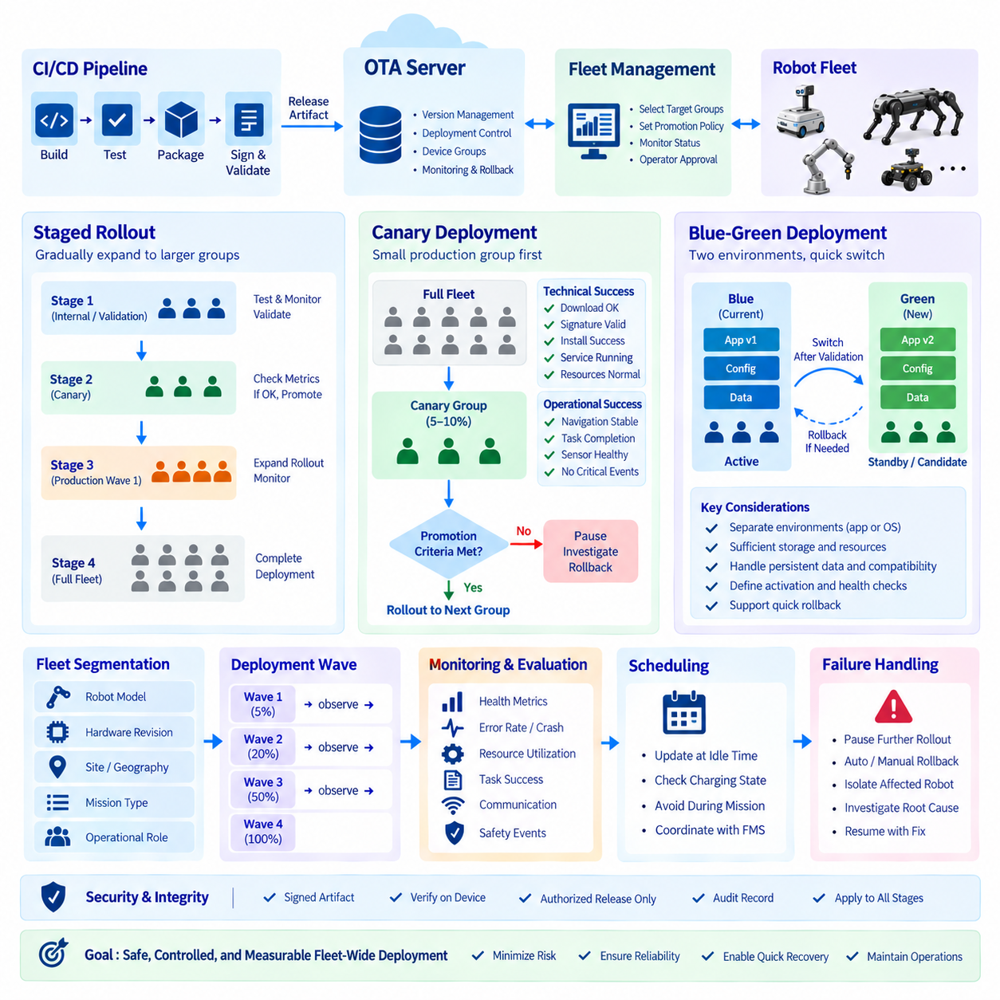 CI/CD Pipeline
Build
Test
Package
Sign &
Validate
Release
Artifact
OTA Server
• Version Management
• Deployment Control
• Device Groups
• Monitoring & Rollback
Fleet Management
• Select Target Groups
• Set Promotion Policy
• Monitor Status
• Operator Approval
Robot Fleet
Staged Rollout
Gradually expand to larger groups
Stage 1
(Internal / Validation)
Test & Monitor
Validate
Stage 2
(Canary)
Check Metrics
If OK, Promote
Stage 3
(Production Wave 1)
Expand Rollout
Monitor
Stage 4
(Full Fleet)
Complete
Deployment
Canary Deployment
Small production group first
Full Fleet
Canary Group
(5–10%)
Promotion
Criteria Met?
No
Pause
Investigate
Rollback
Yes
Rollout to Next Group
Technical Success
Download OK
Signature Valid
Install Success
Service Running
Resources Normal
Operational Success
Navigation Stable
Task Completion
Sensor Healthy
No Critical Events
Blue-Green Deployment
Two environments, quick switch
Blue
(Current)
App v1
Config
Data
Active
Switch
After Validation
Rollback
If Needed
Green
(New)
App v2
Config
Data
Standby / Candidate
Key Considerations
Separate environments (app or OS)
Sufficient storage and resources
Handle persistent data and compatibility
Define activation and health checks
Support quick rollback
Fleet Segmentation
Robot Model
Hardware Revision
Site / Geography
Mission Type
Operational Role
Deployment Wave
Wave 1
(5%)
→ observe →
Wave 2
(20%)
→ observe →
Wave 3
(50%)
→ observe →
Wave 4
(100%)
Monitoring & Evaluation
Health Metrics
Error Rate / Crash
Resource Utilization
Task Success
Communication
Safety Events
Scheduling
• Update at Idle Time
• Check Charging State
• Avoid During Mission
• Coordinate with FMS
Failure Handling
• Pause Further Rollout
• Auto / Manual Rollback
• Isolate Affected Robot
• Investigate Root Cause
• Resume with Fix
Security & Integrity
Signed Artifact
Verify on Device
Authorized Release Only
Audit Record
Apply to All Stages
Goal : Safe, Controlled, and Measurable Fleet-Wide Deployment
Minimize Risk
Ensure Reliability
Enable Quick Recovery
Maintain Operations